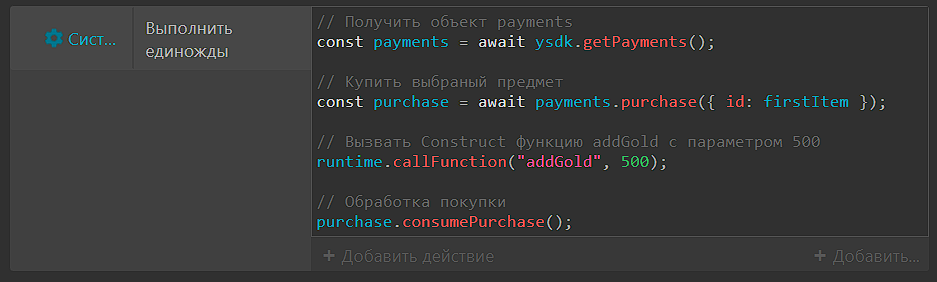 Сист...
Выполнить
единожды
// Получить объект payments
const payments = await ysdk.getPayments();
// Купить выбраный предмет
const purchase = await payments.purchase({ id: firstItem });
// Вызвать Construct функцию addGold с параметром 500
runtime.callFunction("addGold", 500);
// Обработка покупки
purchase.consumePurchase();
+ Добавить действие
+ Добавить...